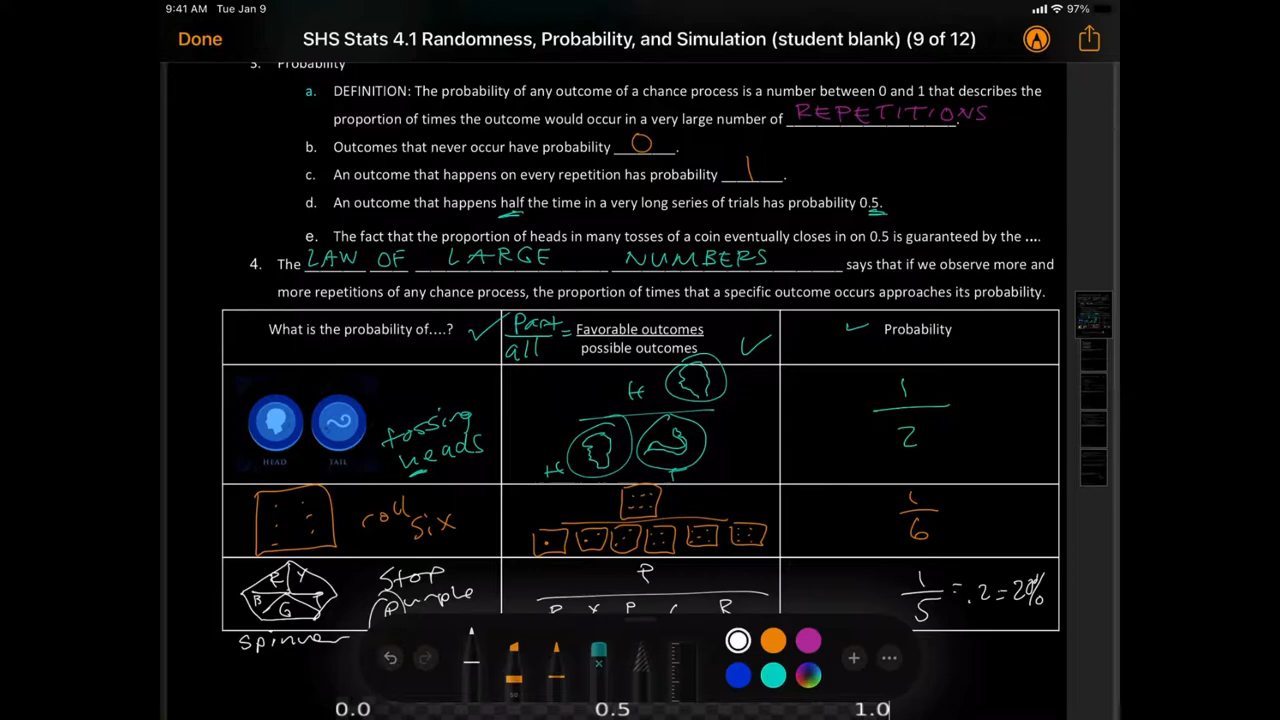 9:41 AM Tue Jan 9 97%
Done SHS Stats 4.1 Randomness, Probability, and Simulation (student blank) (9 of 12)
3. Probability
a. DEFINITION: The probability of any outcome of a chance process is a number between 0 and 1 that describes the
proportion of times the outcome would occur in a very large number of REPETITIONS.
b. Outcomes that never occur have probability 0.
c. An outcome that happens on every repetition has probability 1.
d. An outcome that happens half the time in a very long series of trials has probability 0.5.
e. The fact that the proportion of heads in many tosses of a coin eventually closes in on 0.5 is guaranteed by the ....
4. The LAW OF LARGE NUMBERS says that if we observe more and
more repetitions of any chance process, the proportion of times that a specific outcome occurs approaches its probability.
What is the probability of....? Part/all = Favorable outcomes Probability
possible outcomes
H
tossing 1/2
heads
H T
HEAD TAIL
roll six 1/6
R Y Stop P
B P purple 1/5 = .2 = 20%
G
spinner
50
0.0 0.5 1.0